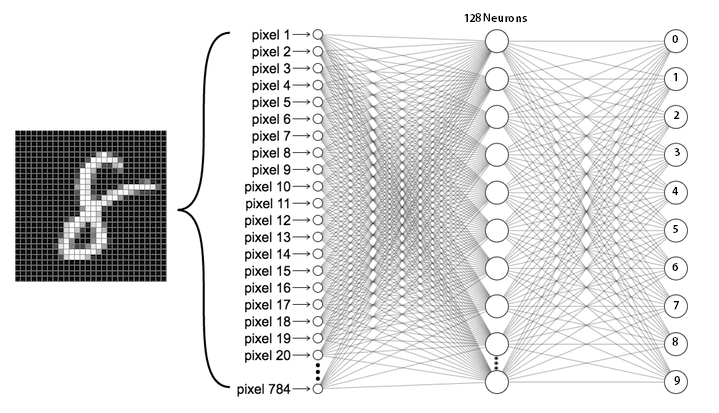 128 Neurons
pixel 1
pixel 2
pixel 3
pixel 4
pixel 5
pixel 6
pixel 7
pixel 8
pixel 9
pixel 10
pixel 11
pixel 12
pixel 13
pixel 14
pixel 15
pixel 16
pixel 17
pixel 18
pixel 19
pixel 20
pixel 784
0
1
2
3
4
5
6
7
8
9